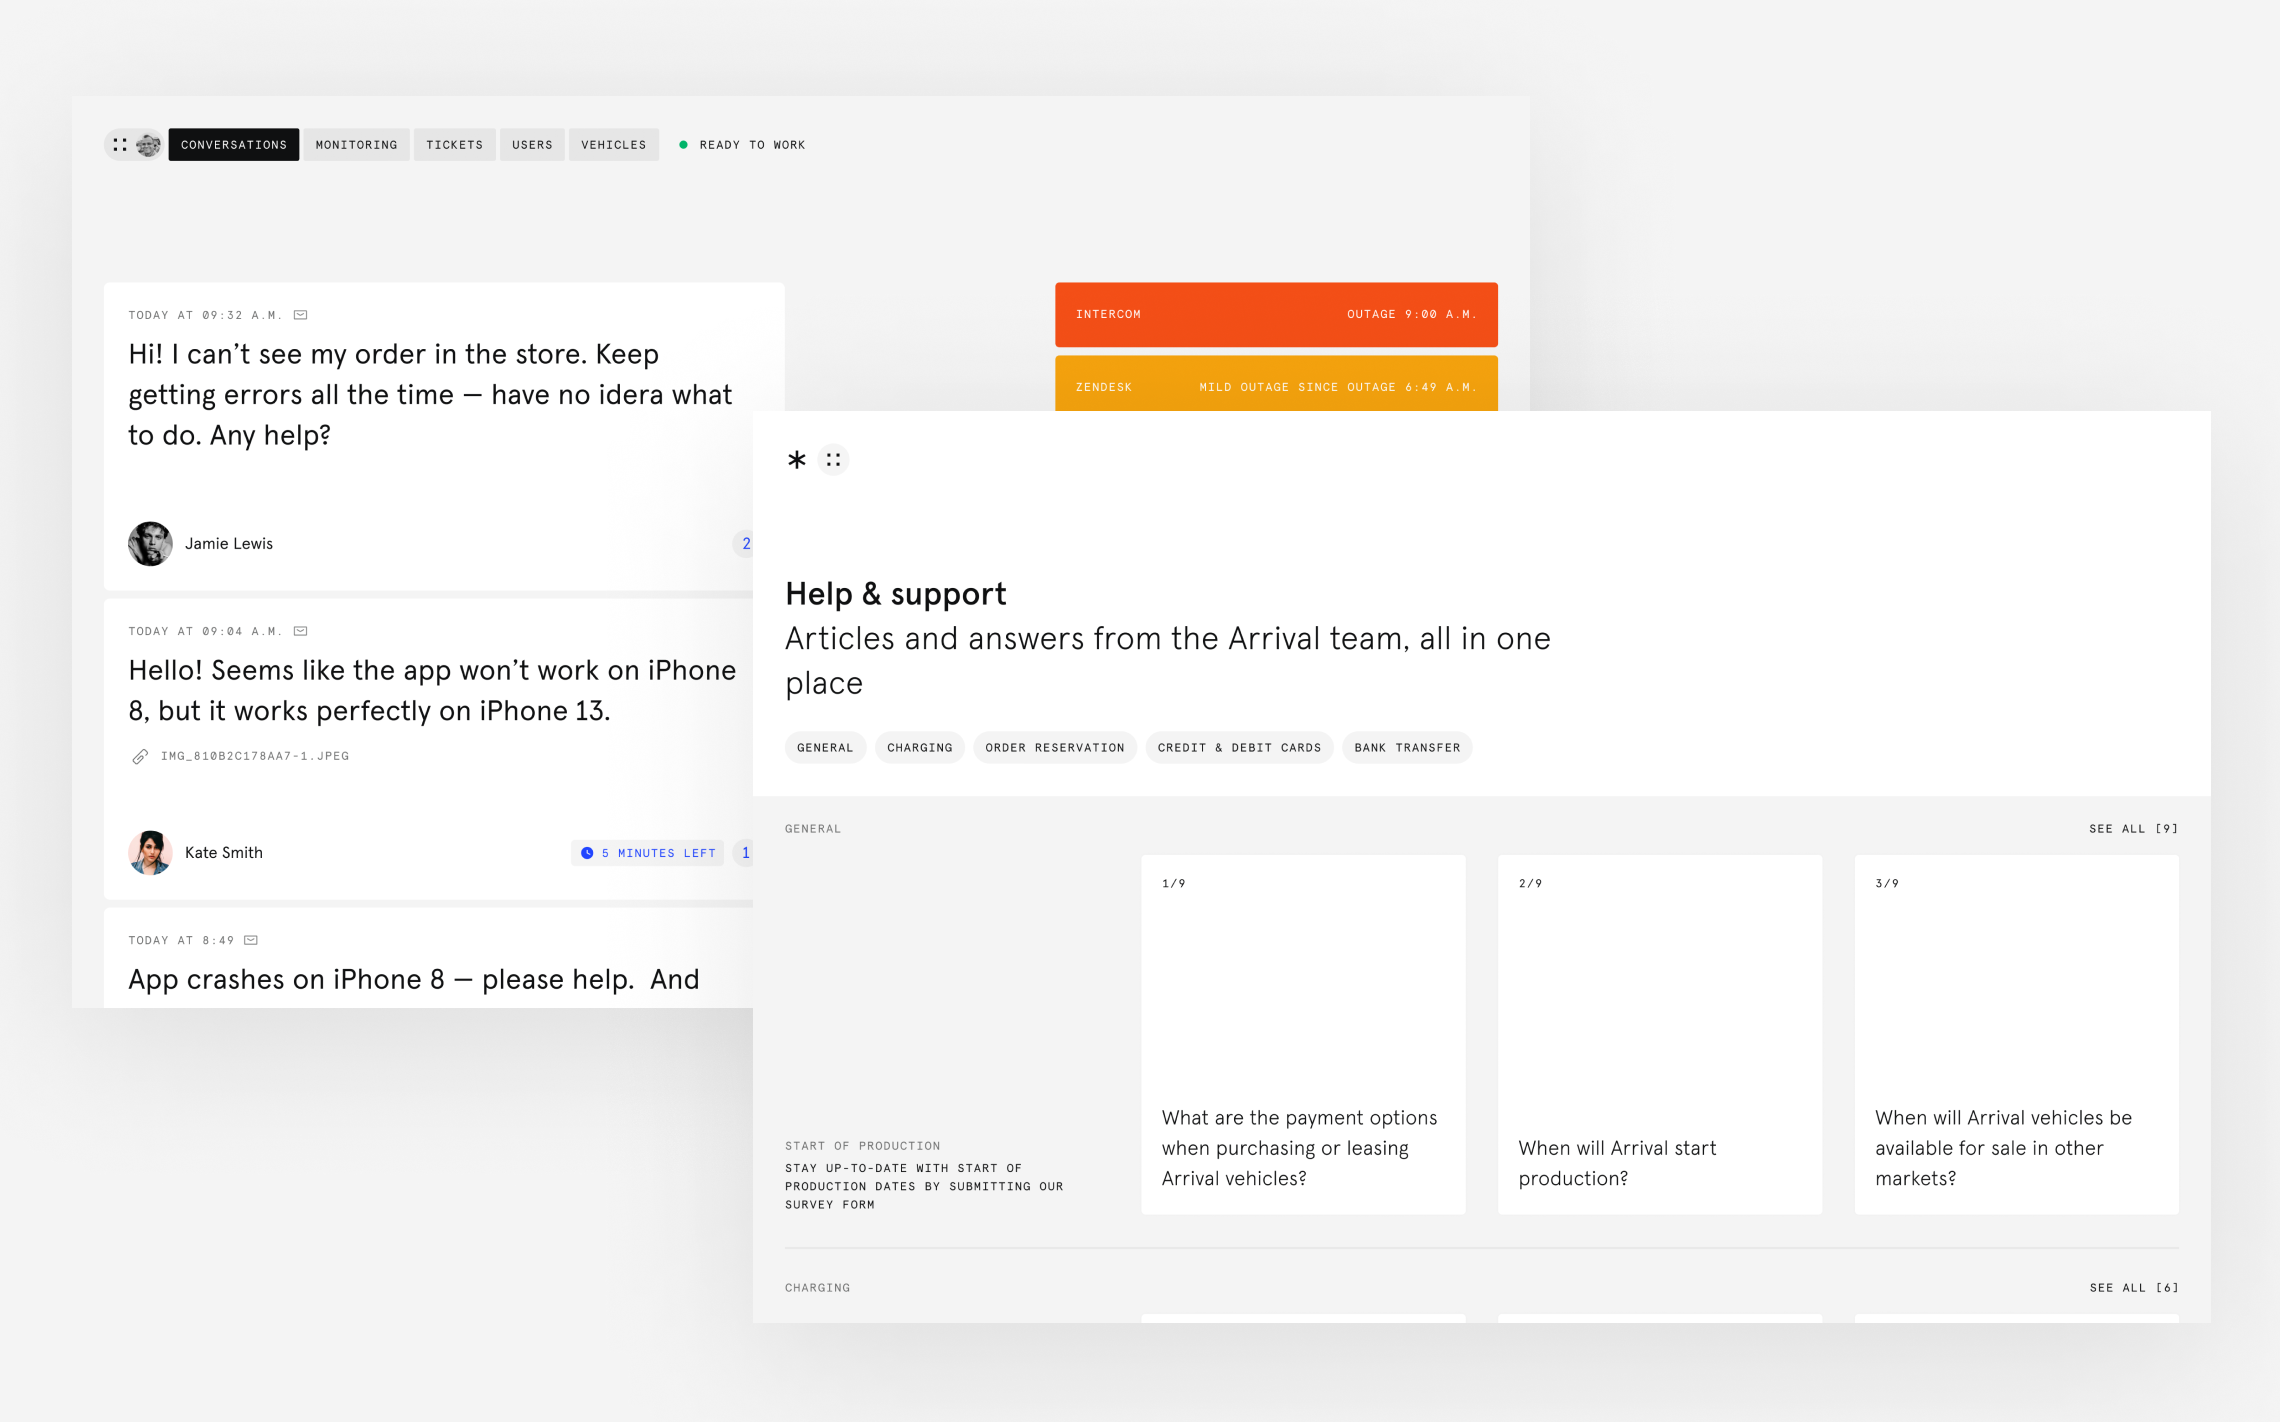 CONVERSATIONS
MONITORING
TICKETS
USERS
VEHICLES
READY TO WORK
TODAY AT 09:32 A.M.
Hi! I can’t see my order in the store. Keep
getting errors all the time — have no idera what
to do. Any help?
Jamie Lewis
2
TODAY AT 09:04 A.M.
Hello! Seems like the app won’t work on iPhone
8, but it works perfectly on iPhone 13.
IMG_810B2C178AA7-1.JPEG
Kate Smith
5 MINUTES LEFT
1
TODAY AT 8:49
App crashes on iPhone 8 — please help. And
INTERCOM
OUTAGE 9:00 A.M.
ZENDESK
MILD OUTAGE SINCE OUTAGE 6:49 A.M.
*
Help & support
Articles and answers from the Arrival team, all in one
place
GENERAL
CHARGING
ORDER RESERVATION
CREDIT & DEBIT CARDS
BANK TRANSFER
GENERAL
SEE ALL [9]
START OF PRODUCTION
STAY UP-TO-DATE WITH START OF
PRODUCTION DATES BY SUBMITTING OUR
SURVEY FORM
1/9
What are the payment options
when purchasing or leasing
Arrival vehicles?
2/9
When will Arrival start
production?
3/9
When will Arrival vehicles be
available for sale in other
markets?
CHARGING
SEE ALL [6]